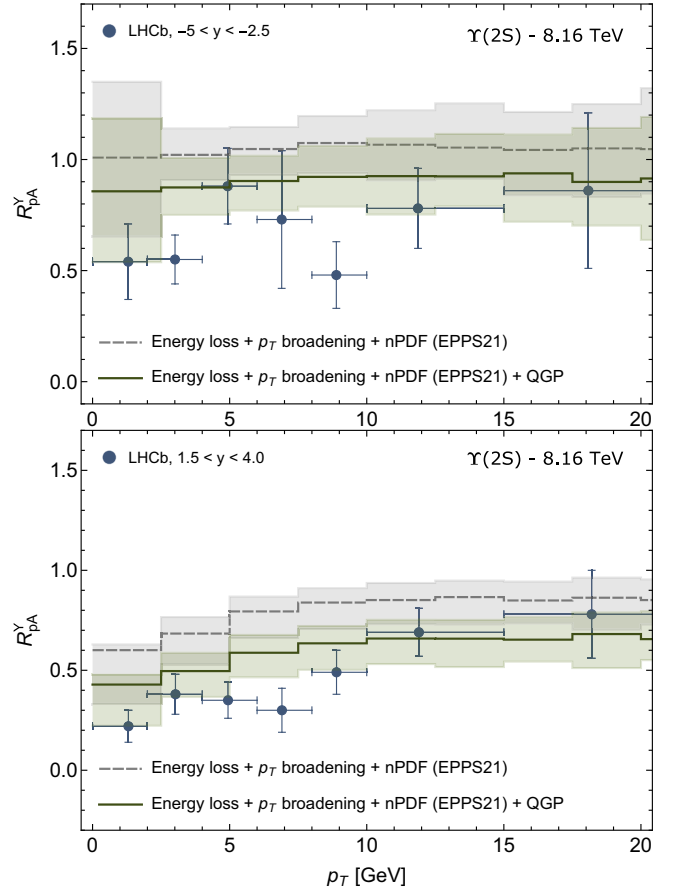 LHCb, −5 < y < −2.5
ϒ(2S) - 8.16 TeV
1.5
1.0
0.5
0.0
R_pA^ϒ
Energy loss + p_T broadening + nPDF (EPPS21)
Energy loss + p_T broadening + nPDF (EPPS21) + QGP
0 5 10 15 20
LHCb, 1.5 < y < 4.0
ϒ(2S) - 8.16 TeV
1.5
1.0
0.5
0.0
R_pA^ϒ
Energy loss + p_T broadening + nPDF (EPPS21)
Energy loss + p_T broadening + nPDF (EPPS21) + QGP
0 5 10 15 20
p_T [GeV]